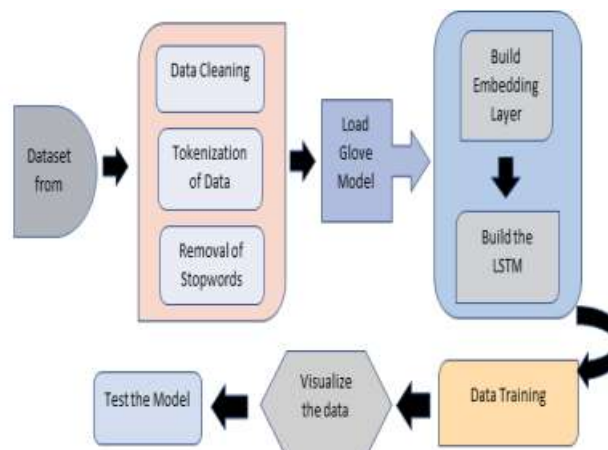 Dataset
from
Data Cleaning
Tokenization
of Data
Removal of
Stopwords
Load
Glove
Model
Build
Embedding
Layer
Build the
LSTM
Data Training
Visualize
the data
Test the Model